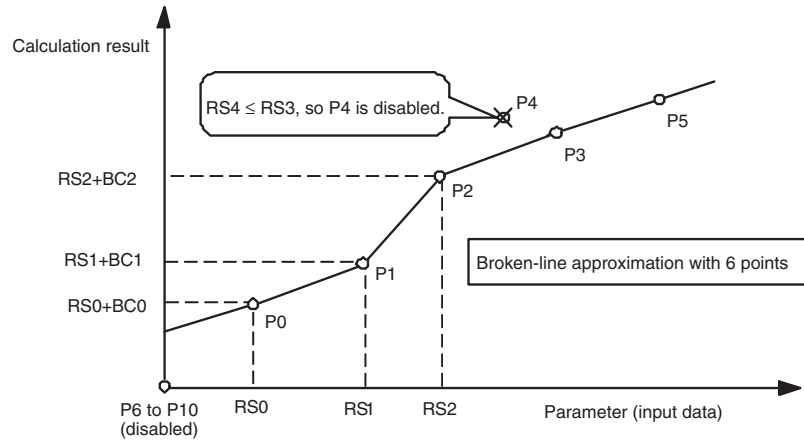 Calculation result
RS4 ≦ RS3, so P4 is disabled.
P4
P5
P3
RS2+BC2
P2
RS1+BC1
P1
Broken-line approximation with 6 points
RS0+BC0
P0
P6 to P10
(disabled)
RS0
RS1
RS2
Parameter (input data)